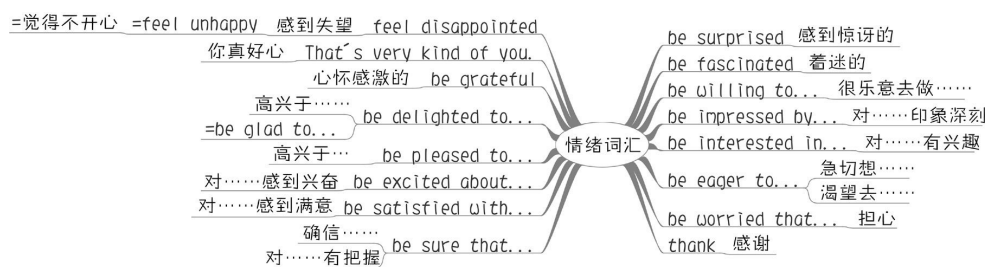 =觉得不开心 =feel unhappy 感到失望 feel disappointed
你真好心 That's very kind of you.
心怀感激的 be grateful
高兴于…… be delighted to...
=be glad to...
高兴于… be pleased to...
对……感到兴奋 be excited about...
对……感到满意 be satisfied with...
确信…… be sure that...
对……有把握
情绪词汇
be surprised 感到惊讶的
be fascinated 着迷的
be willing to... 很乐意去做……
be impressed by... 对……印象深刻
be interested in... 对……有兴趣
be eager to... 急切想……
渴望去……
be worried that... 担心
thank 感谢